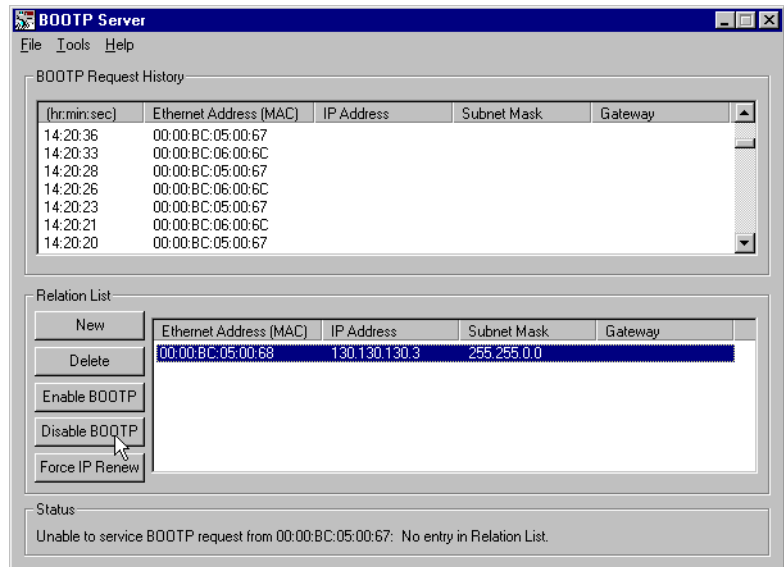 BOOTP Server
File Tools Help
BOOTP Request History
(hr:min:sec) Ethernet Address (MAC) IP Address Subnet Mask Gateway
14:20:36 00:00:BC:05:00:67
14:20:33 00:00:BC:06:00:6C
14:20:28 00:00:BC:05:00:67
14:20:26 00:00:BC:06:00:6C
14:20:23 00:00:BC:05:00:67
14:20:21 00:00:BC:06:00:6C
14:20:20 00:00:BC:05:00:67
Relation List
New
Delete
Enable BOOTP
Disable BOOTP
Force IP Renew
Ethernet Address (MAC) IP Address Subnet Mask Gateway
00:00:BC:05:00:68 130.130.130.3 255.255.0.0
Status
Unable to service BOOTP request from 00:00:BC:05:00:67: No entry in Relation List.